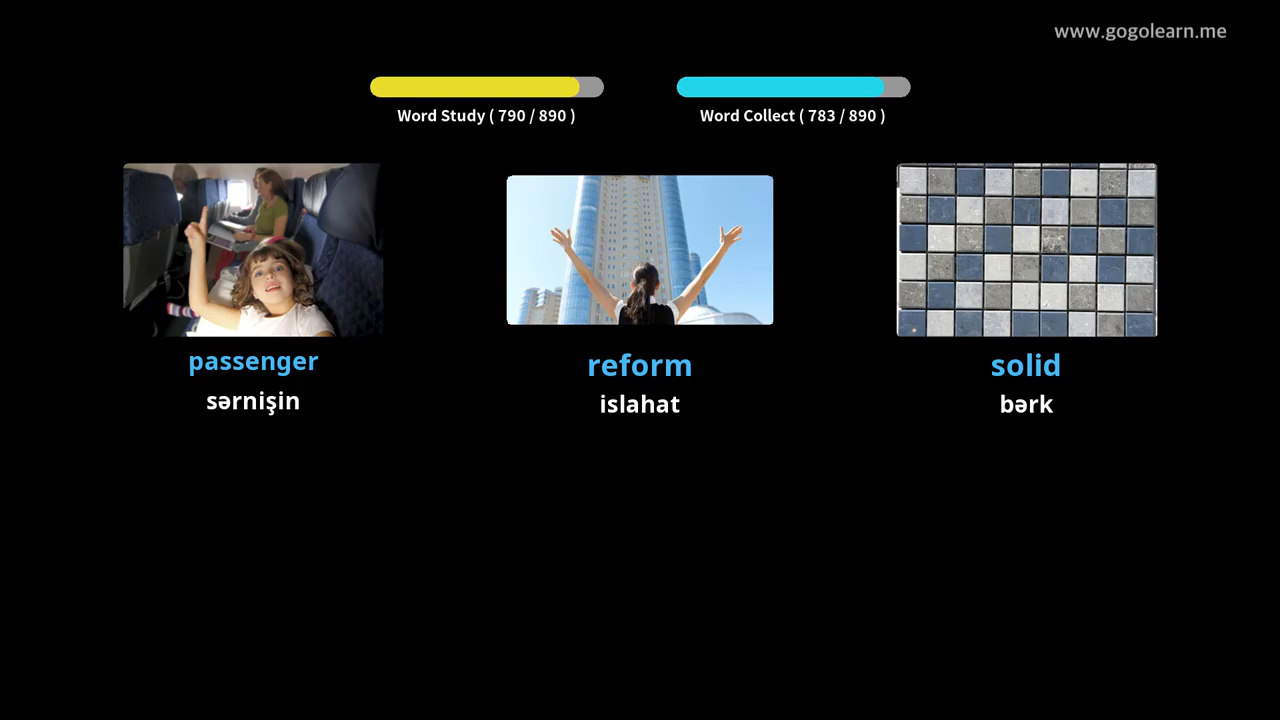 www.gogolearn.me
Word Study ( 790 / 890 )
Word Collect ( 783 / 890 )
passenger
sərnişin
reform
islahat
solid
bərk